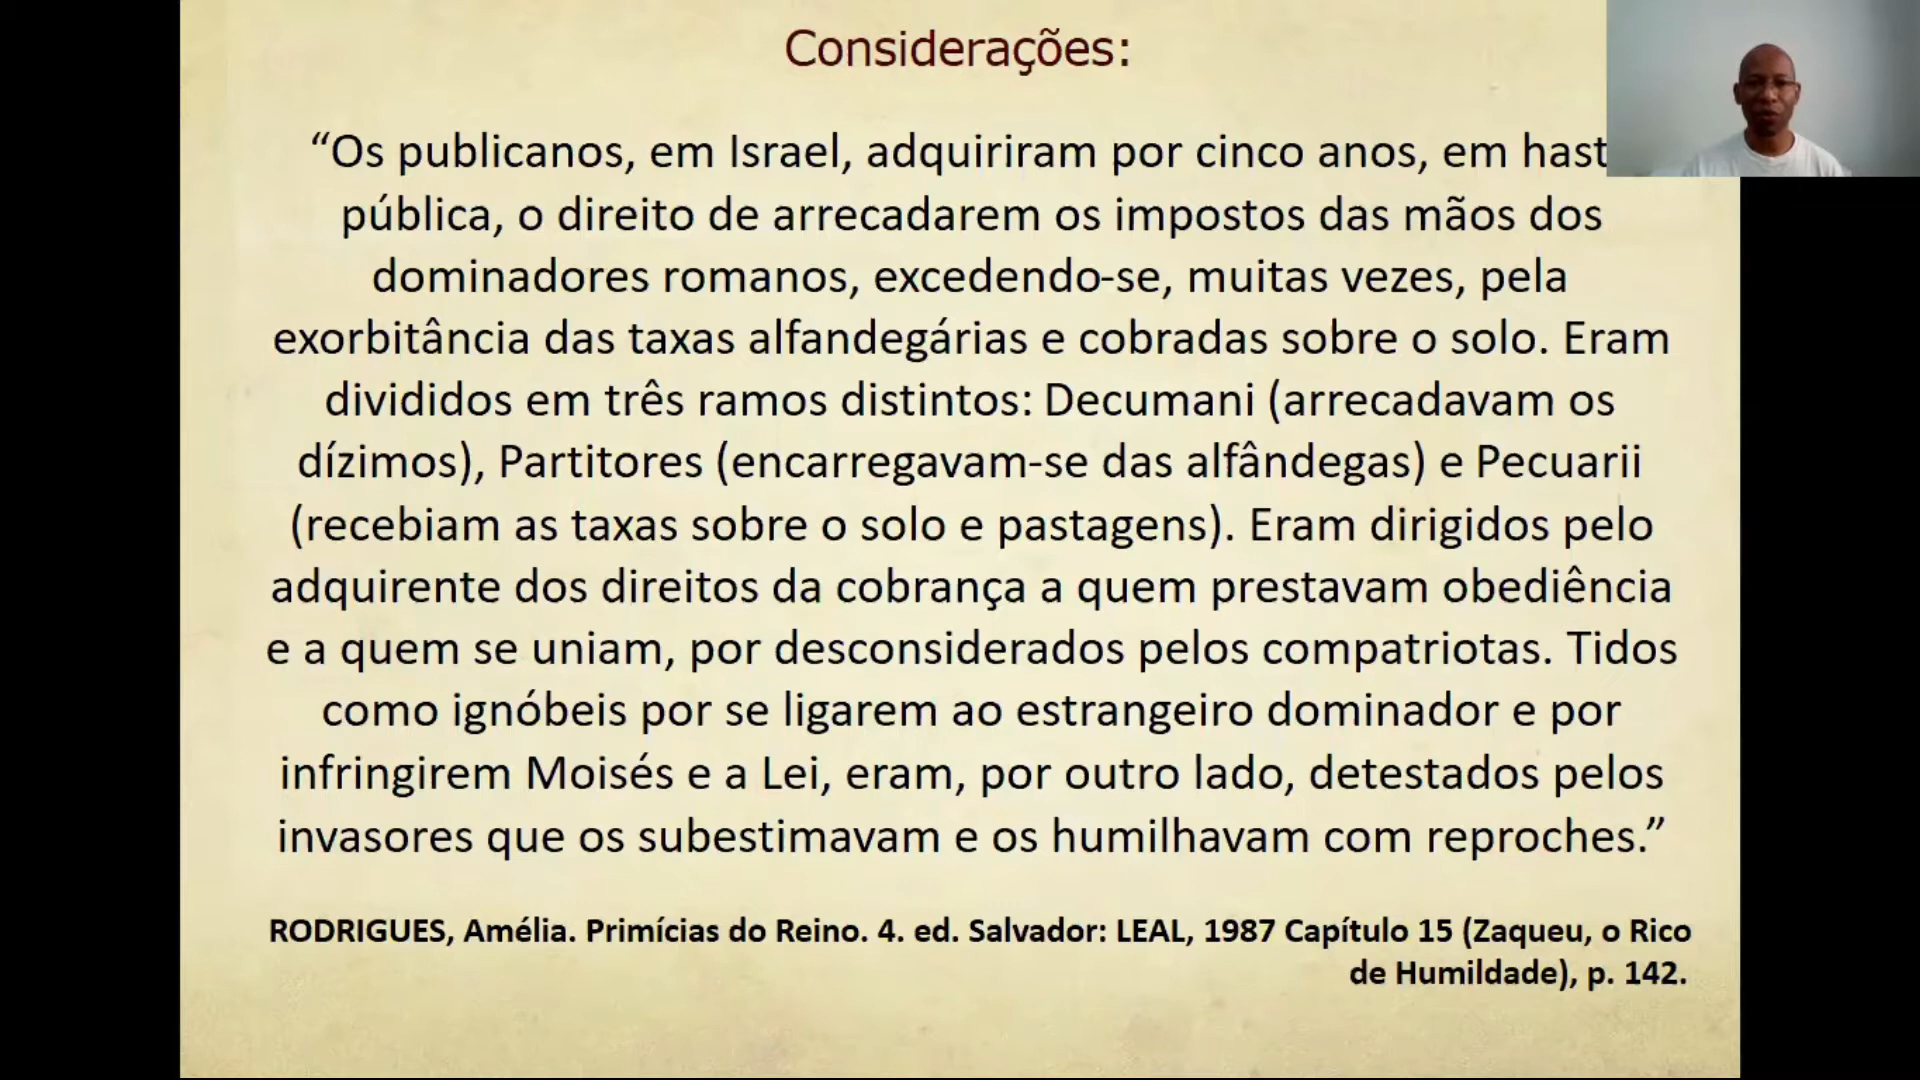 Considerações:
“Os publicanos, em Israel, adquiriram por cinco anos, em hast
pública, o direito de arrecadarem os impostos das mãos dos
dominadores romanos, excedendo-se, muitas vezes, pela
exorbitância das taxas alfandegárias e cobradas sobre o solo. Eram
divididos em três ramos distintos: Decumani (arrecadavam os
dízimos), Partitores (encarregavam-se das alfândegas) e Pecuarii
(recebiam as taxas sobre o solo e pastagens). Eram dirigidos pelo
adquirente dos direitos da cobrança a quem prestavam obediência
e a quem se uniam, por desconsiderados pelos compatriotas. Tidos
como ignóbeis por se ligarem ao estrangeiro dominador e por
infringirem Moisés e a Lei, eram, por outro lado, detestados pelos
invasores que os subestimavam e os humilhavam com reproches.”
RODRIGUES, Amélia. Primícias do Reino. 4. ed. Salvador: LEAL, 1987 Capítulo 15 (Zaqueu, o Rico
de Humildade), p. 142.